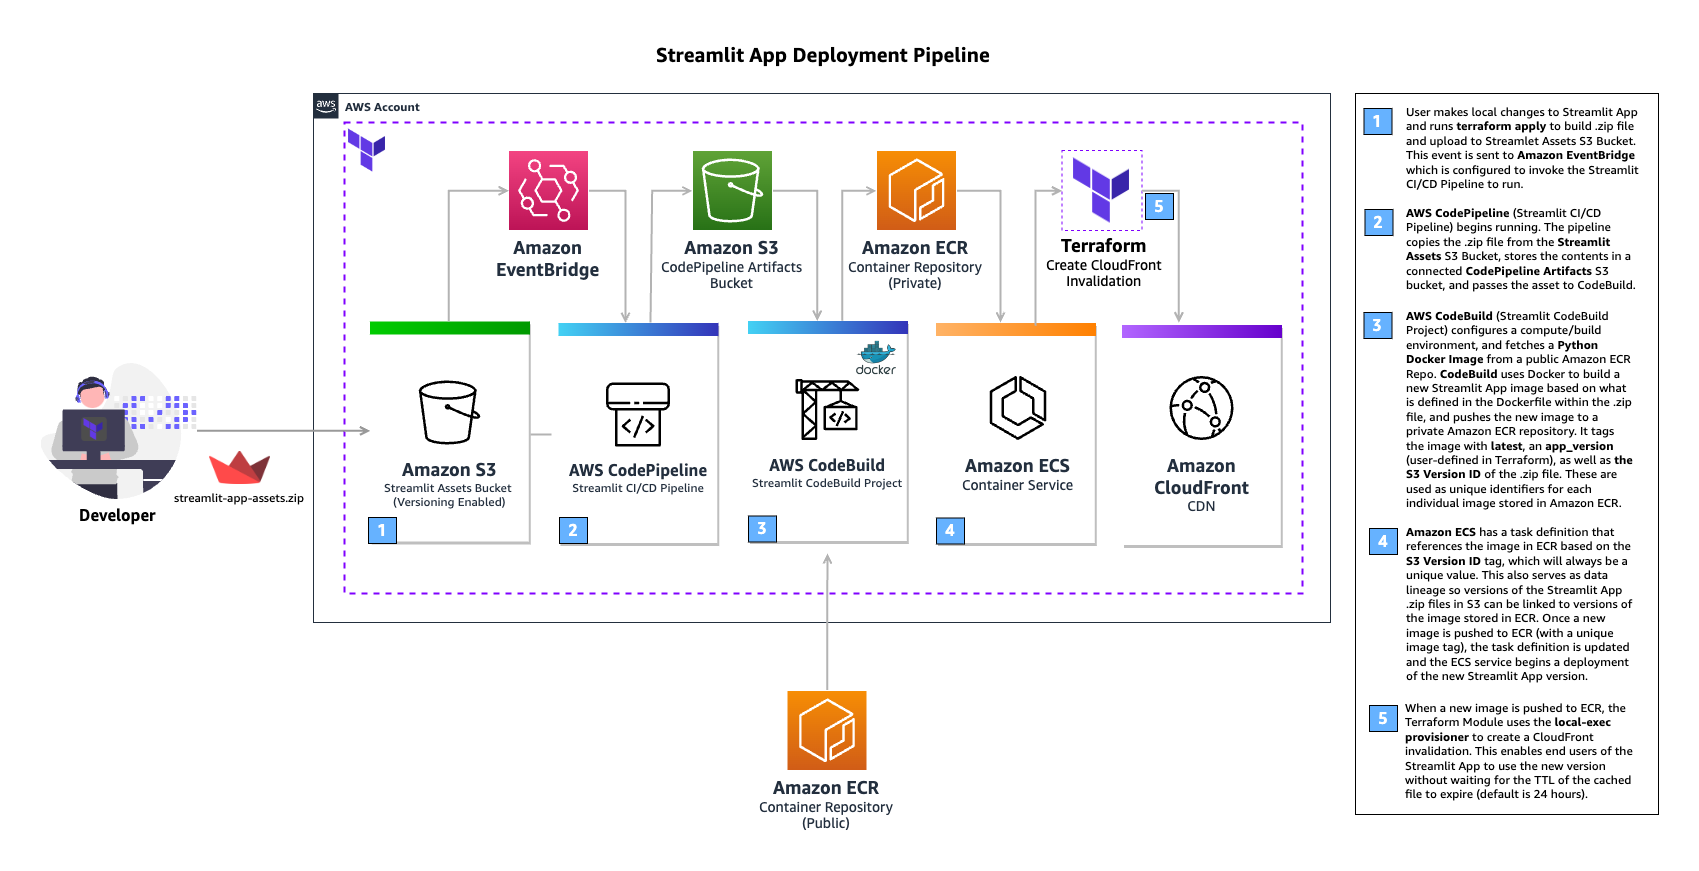 Streamlit App Deployment Pipeline
aws
AWS Account
Amazon
EventBridge
Amazon S3
CodePipeline Artifacts
Bucket
Amazon ECR
Container Repository
(Private)
5
Terraform
Create CloudFront
Invalidation
docker
streamlit-app-assets.zip
Developer
Amazon S3
Streamlit Assets Bucket
(Versioning Enabled)
1
AWS CodePipeline
Streamlit CI/CD Pipeline
2
AWS CodeBuild
Streamlit CodeBuild Project
3
Amazon ECS
Container Service
4
Amazon
CloudFront
CDN
Amazon ECR
Container Repository
(Public)
1
User makes local changes to Streamlit App
and runs terraform apply to build .zip file
and upload to Streamlet Assets S3 Bucket.
This event is sent to Amazon EventBridge
which is configured to invoke the Streamlit
CI/CD Pipeline to run.
2
AWS CodePipeline (Streamlit CI/CD
Pipeline) begins running. The pipeline
copies the .zip file from the Streamlit
Assets S3 Bucket, stores the contents in a
connected CodePipeline Artifacts S3
bucket, and passes the asset to CodeBuild.
3
AWS CodeBuild (Streamlit CodeBuild
Project) configures a compute/build
environment, and fetches a Python
Docker Image from a public Amazon ECR
Repo. CodeBuild uses Docker to build a
new Streamlit App image based on what
is defined in the Dockerfile within the .zip
file, and pushes the new image to a
private Amazon ECR repository. It tags
the image with latest, an app_version
(user-defined in Terraform), as well as the
S3 Version ID of the .zip file. These are
used as unique identifiers for each
individual image stored in Amazon ECR.
4
Amazon ECS has a task definition that
references the image in ECR based on the
S3 Version ID tag, which will always be a
unique value. This also serves as data
lineage so versions of the Streamlit App
.zip files in S3 can be linked to versions of
the image stored in ECR. Once a new
image is pushed to ECR (with a unique
image tag), the task definition is updated
and the ECS service begins a deployment
of the new Streamlit App version.
5
When a new image is pushed to ECR, the
Terraform Module uses the local-exec
provisioner to create a CloudFront
invalidation. This enables end users of the
Streamlit App to use the new version
without waiting for the TTL of the cached
file to expire (default is 24 hours).